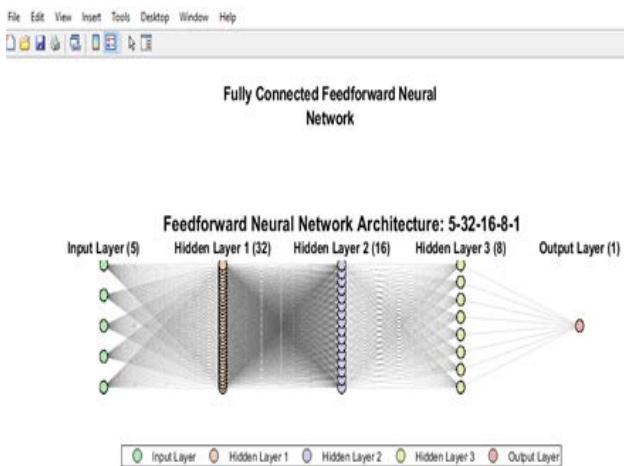 File Edit View Insert Tools Desktop Window Help
Fully Connected Feedforward Neural
Network
Feedforward Neural Network Architecture: 5-32-16-8-1
Input Layer (5) Hidden Layer 1 (32) Hidden Layer 2 (16) Hidden Layer 3 (8) Output Layer (1)
Input Layer Hidden Layer 1 Hidden Layer 2 Hidden Layer 3 Output Layer